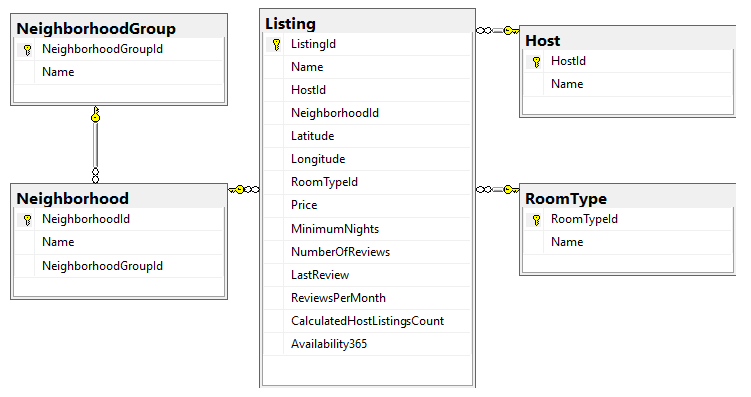 NeighborhoodGroup
NeighborhoodGroupId
Name
Neighborhood
NeighborhoodId
Name
NeighborhoodGroupId
Listing
ListingId
Name
HostId
NeighborhoodId
Latitude
Longitude
RoomTypeId
Price
MinimumNights
NumberOfReviews
LastReview
ReviewsPerMonth
CalculatedHostListingsCount
Availability365
Host
HostId
Name
RoomType
RoomTypeId
Name